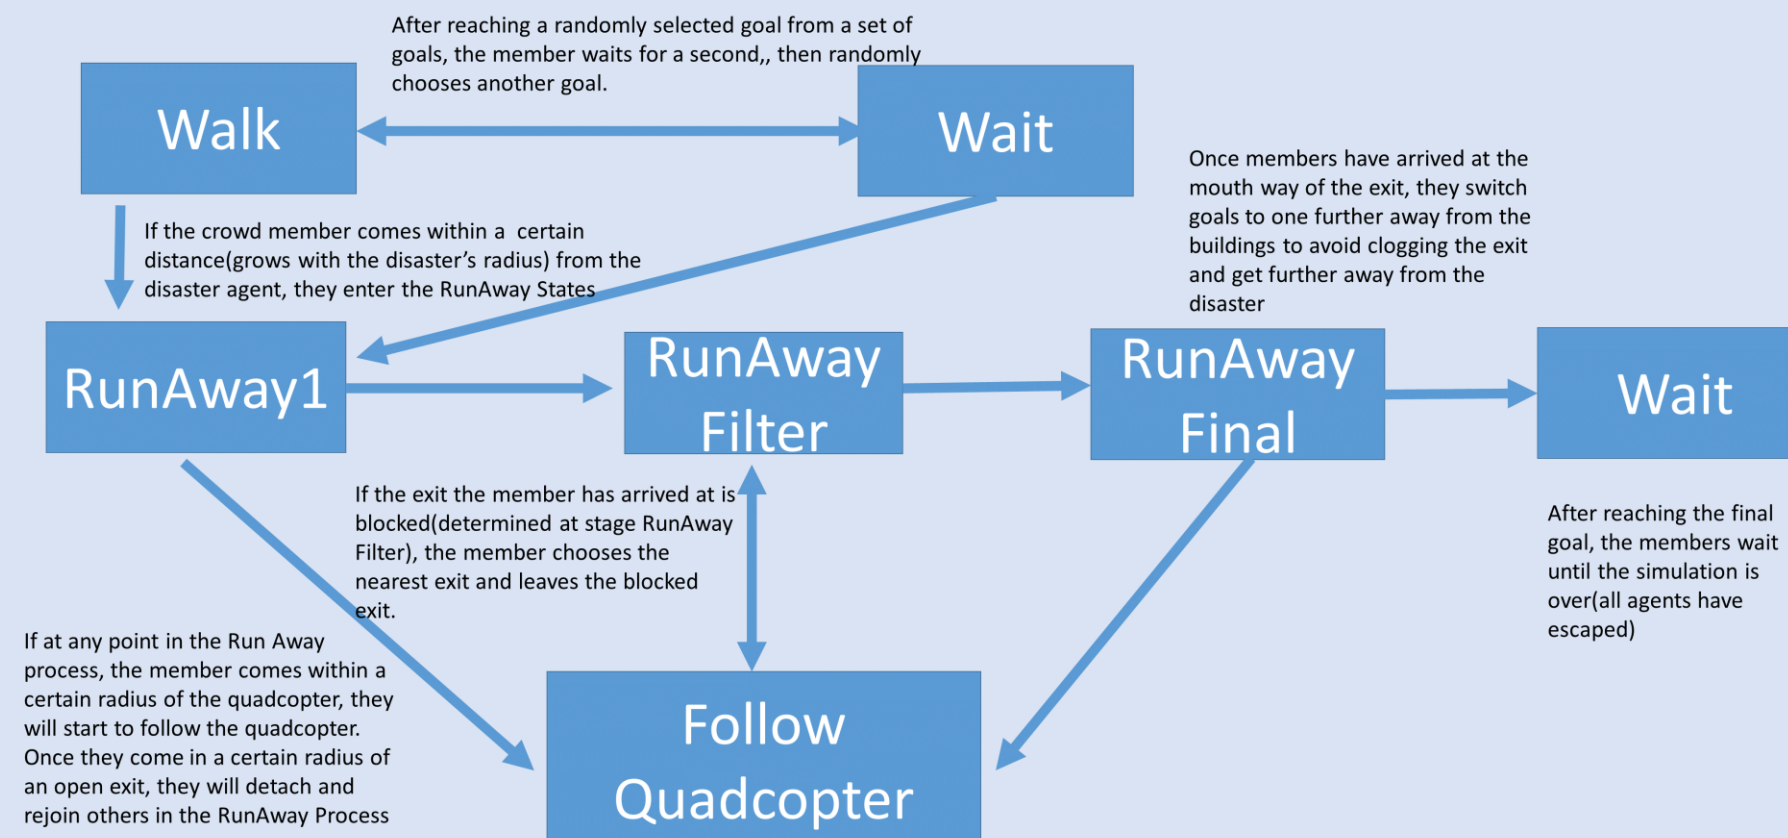 After reaching a randomly selected goal from a set of
goals, the member waits for a second,, then randomly
chooses another goal.
Walk
Wait
Once members have arrived at the
mouth way of the exit, they switch
goals to one further away from the
buildings to avoid clogging the exit
and get further away from the
disaster
If the crowd member comes within a  certain
distance(grows with the disaster’s radius) from the
disaster agent, they enter the RunAway States
RunAway1
RunAway
Filter
RunAway
Final
Wait
If the exit the member has arrived at is
blocked(determined at stage RunAway
Filter), the member chooses the
nearest exit and leaves the blocked
exit.
After reaching the final
goal, the members wait
until the simulation is
over(all agents have
escaped)
If at any point in the Run Away
process, the member comes within a
certain radius of the quadcopter, they
will start to follow the quadcopter.
Once they come in a certain radius of
an open exit, they will detach and
rejoin others in the RunAway Process
Follow
Quadcopter